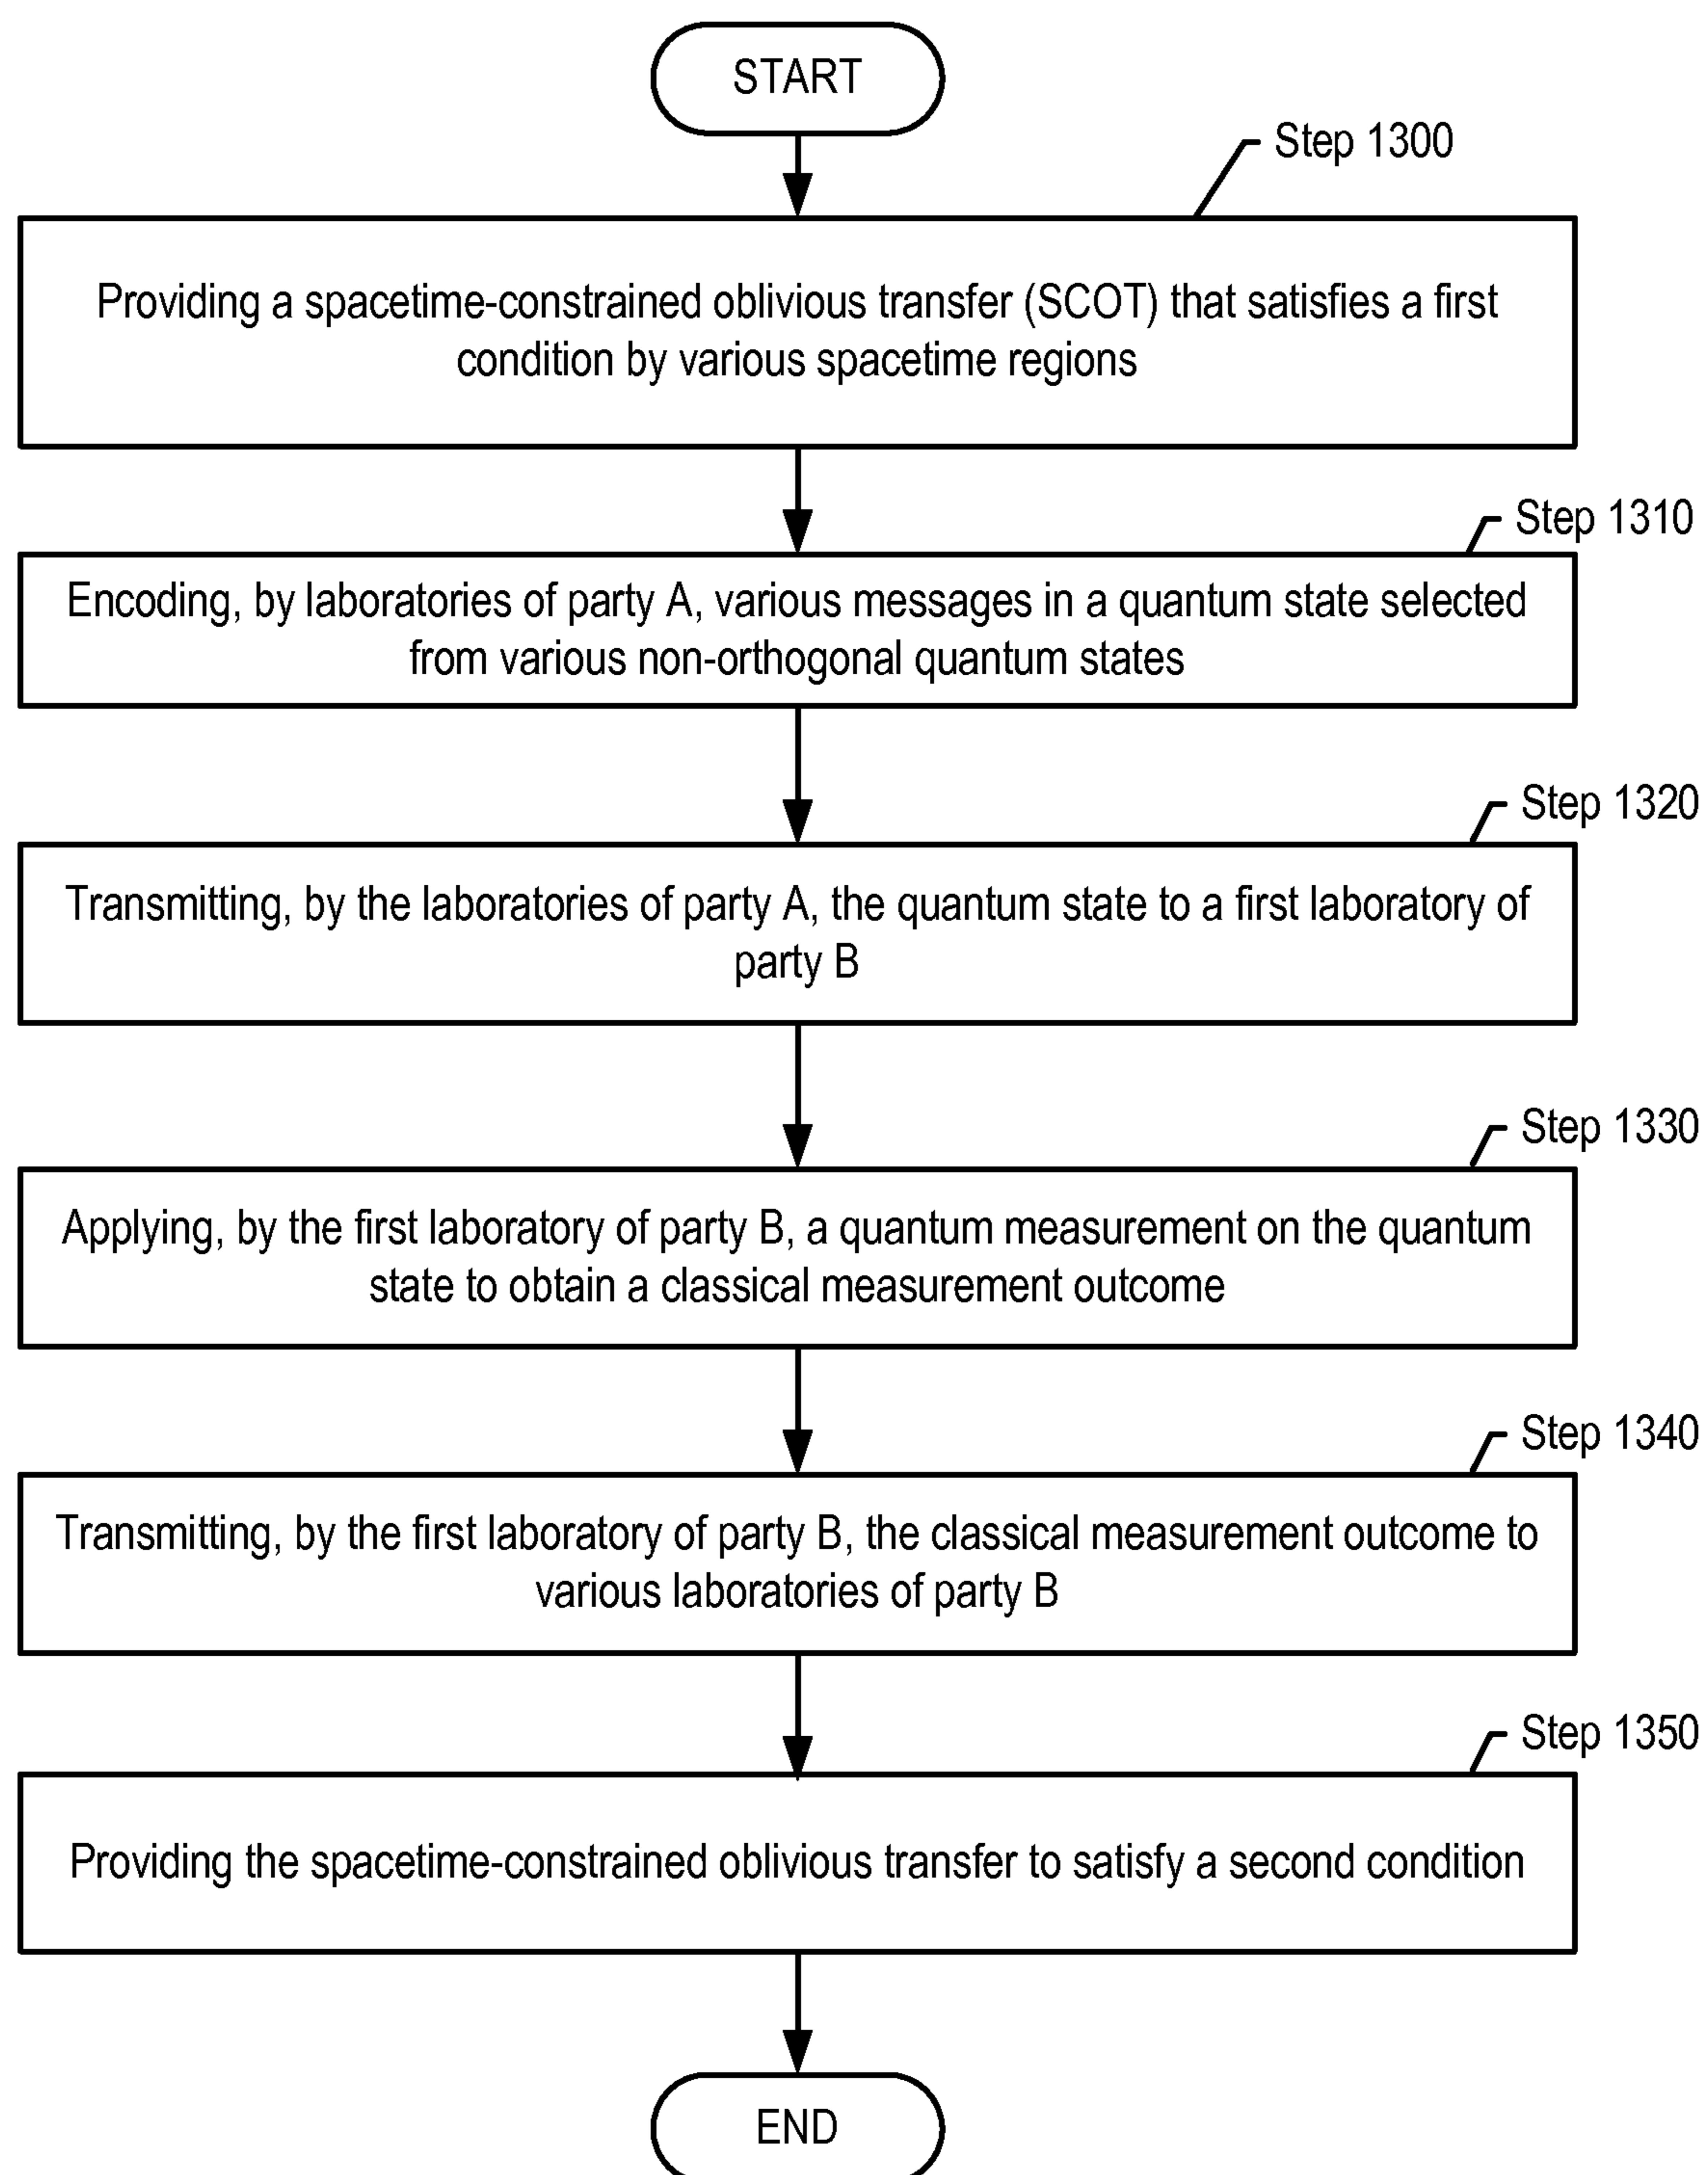 START
Step 1300
Providing a spacetime-constrained oblivious transfer (SCOT) that satisfies a first
condition by various spacetime regions
Step 1310
Encoding, by laboratories of party A, various messages in a quantum state selected
from various non-orthogonal quantum states
Step 1320
Transmitting, by the laboratories of party A, the quantum state to a first laboratory of
party B
Step 1330
Applying, by the first laboratory of party B, a quantum measurement on the quantum
state to obtain a classical measurement outcome
Step 1340
Transmitting, by the first laboratory of party B, the classical measurement outcome to
various laboratories of party B
Step 1350
Providing the spacetime-constrained oblivious transfer to satisfy a second condition
END